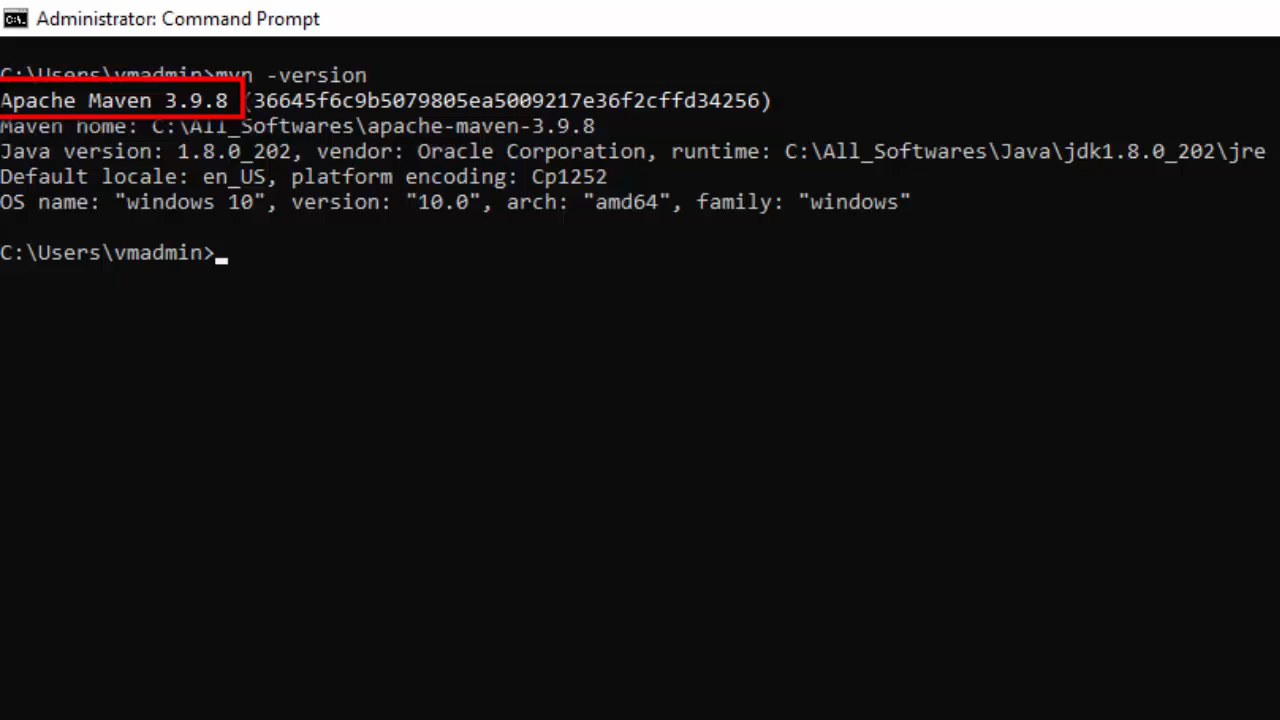 Administrator: Command Prompt
C:\Users\vmadmin>mvn -version
Apache Maven 3.9.8 (36645f6c9b5079805ea5009217e36f2cffd34256)
Maven home: C:\All_Softwares\apache-maven-3.9.8
Java version: 1.8.0_202, vendor: Oracle Corporation, runtime: C:\All_Softwares\Java\jdk1.8.0_202\jre
Default locale: en_US, platform encoding: Cp1252
OS name: "windows 10", version: "10.0", arch: "amd64", family: "windows"
C:\Users\vmadmin>